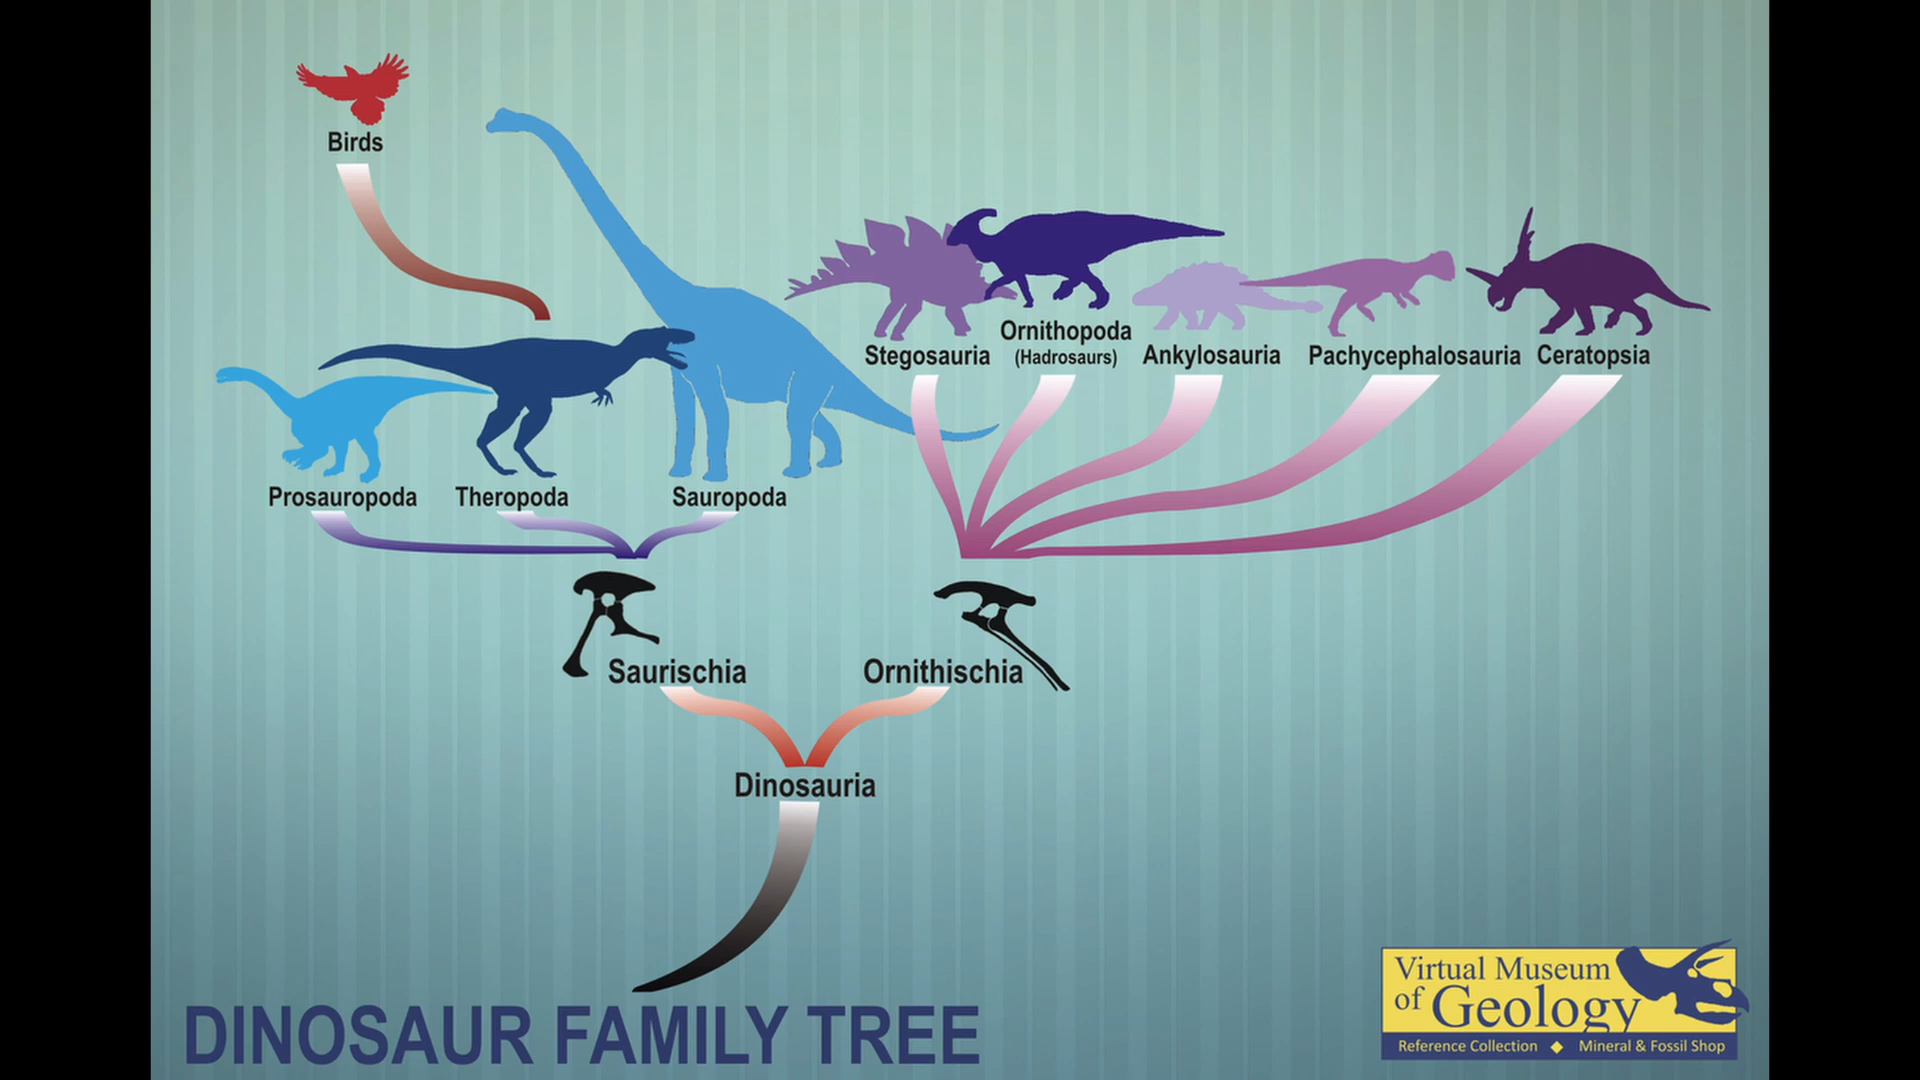 Birds
Stegosauria
Ornithopoda
(Hadrosaurs)
Ankylosauria
Pachycephalosauria
Ceratopsia
Prosauropoda
Theropoda
Sauropoda
Saurischia
Ornithischia
Dinosauria
DINOSAUR FAMILY TREE
Virtual Museum
of Geology
Reference Collection ◆ Mineral & Fossil Shop